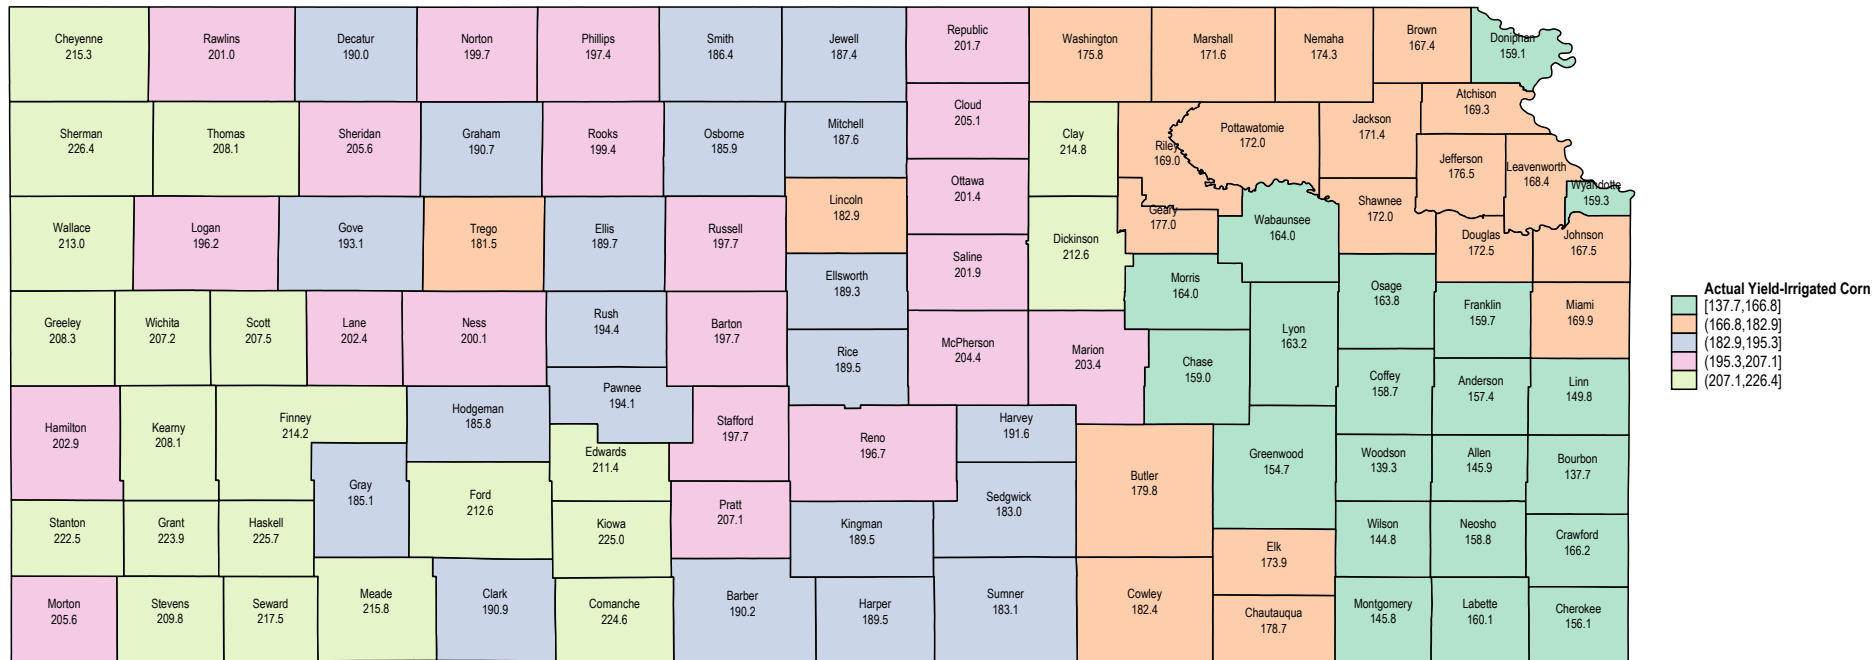 Cheyenne
215.3
Rawlins
201.0
Decatur
190.0
Norton
199.7
Phillips
197.4
Smith
186.4
Jewell
187.4
Republic
201.7
Washington
175.8
Marshall
171.6
Nemaha
174.3
Brown
167.4
Doniphan
159.1
Sherman
226.4
Thomas
208.1
Sheridan
205.6
Graham
190.7
Rooks
199.4
Osborne
185.9
Mitchell
187.6
Cloud
205.1
Clay
214.8
Riley
169.0
Pottawatomie
172.0
Jackson
171.4
Atchison
169.3
Jefferson
176.5
Leavenworth
168.4
Wyandotte
159.3
Wallace
213.0
Logan
196.2
Gove
193.1
Trego
181.5
Ellis
189.7
Russell
197.7
Lincoln
182.9
Ottawa
201.4
Saline
201.9
Dickinson
212.6
Geary
177.0
Wabaunsee
164.0
Shawnee
172.0
Douglas
172.5
Johnson
167.5
Greeley
208.3
Wichita
207.2
Scott
207.5
Lane
202.4
Ness
200.1
Rush
194.4
Barton
197.7
Ellsworth
189.3
Rice
189.5
McPherson
204.4
Marion
203.4
Morris
164.0
Chase
159.0
Lyon
163.2
Osage
163.8
Franklin
159.7
Miami
169.9
Coffey
158.7
Anderson
157.4
Linn
149.8
Hamilton
202.9
Kearny
208.1
Finney
214.2
Hodgeman
185.8
Pawnee
194.1
Stafford
197.7
Edwards
211.4
Gray
185.1
Ford
212.6
Reno
196.7
Harvey
191.6
Sedgwick
183.0
Butler
179.8
Greenwood
154.7
Woodson
139.3
Allen
145.9
Bourbon
137.7
Stanton
222.5
Grant
223.9
Haskell
225.7
Kiowa
225.0
Pratt
207.1
Kingman
189.5
Elk
173.9
Wilson
144.8
Neosho
158.8
Crawford
166.2
Morton
205.6
Stevens
209.8
Seward
217.5
Meade
215.8
Clark
190.9
Comanche
224.6
Barber
190.2
Harper
189.5
Sumner
183.1
Cowley
182.4
Chautauqua
178.7
Montgomery
145.8
Labette
160.1
Cherokee
156.1
Actual Yield-Irrigated Corn
[137.7,166.8]
(166.8,182.9]
(182.9,195.3]
(195.3,207.1]
(207.1,226.4]